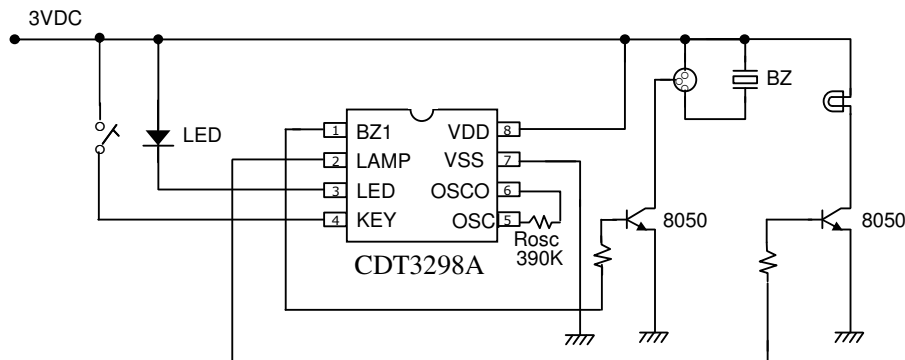 3VDC
BZ
LED
1 BZ1 VDD 8
2 LAMP VSS 7
3 LED OSCO 6
4 KEY OSC 5
8050
8050
Rosc
390K
CDT3298A